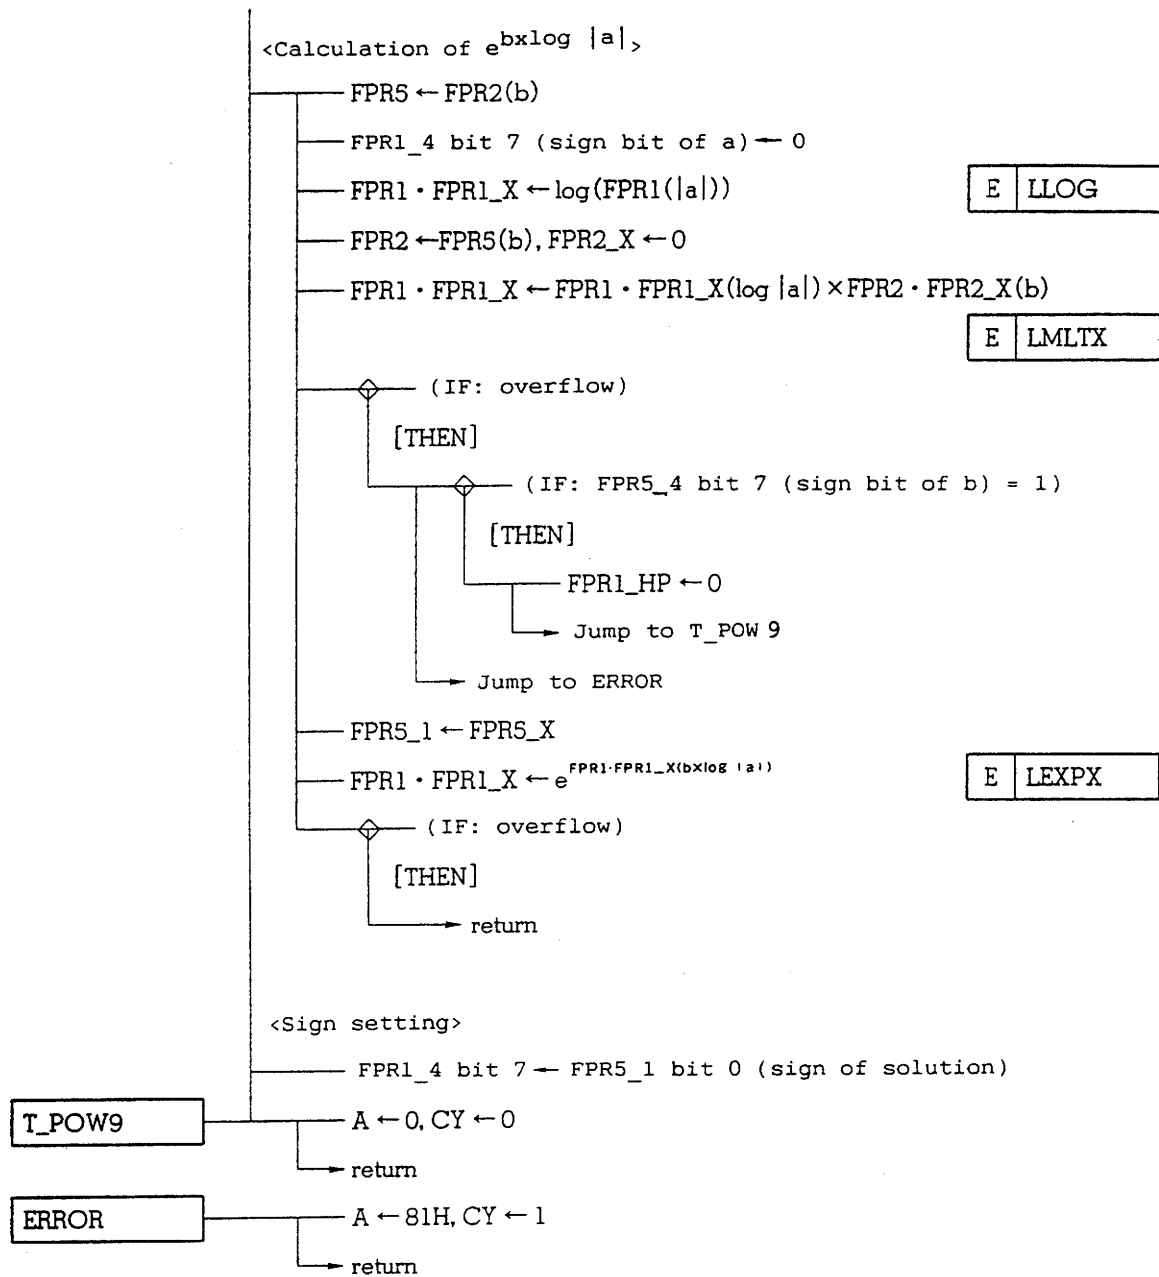 <Calculation of e^bxlog |a|>
FPR5 ← FPR2(b)
FPR1_4 bit 7 (sign bit of a) ← 0
FPR1 · FPR1_X ← log(FPR1(|a|))
E LLOG
FPR2 ← FPR5(b), FPR2_X ← 0
FPR1 · FPR1_X ← FPR1 · FPR1_X(log |a|) × FPR2 · FPR2_X(b)
E LMLTX
(IF: overflow)
[THEN]
(IF: FPR5_4 bit 7 (sign bit of b) = 1)
[THEN]
FPR1_HP ← 0
Jump to T_POW 9
Jump to ERROR
FPR5_1 ← FPR5_X
FPR1 · FPR1_X ← e^FPR1·FPR1_X(b×log |a|)
E LEXPX
(IF: overflow)
[THEN]
return
<Sign setting>
FPR1_4 bit 7 ← FPR5_1 bit 0 (sign of solution)
T_POW9 A ← 0, CY ← 0
return
ERROR A ← 81H, CY ← 1
return